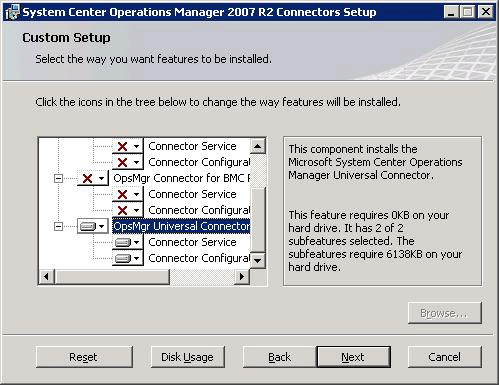 System Center Operations Manager 2007 R2 Connectors Setup
Custom Setup
Select the way you want features to be installed.
Click the icons in the tree below to change the way features will be installed.
Connector Service
Connector Configurat
OpsMgr Connector for BMC
Connector Service
Connector Configurat
OpsMgr Universal Connector
Connector Service
Connector Configurat
This component installs the
Microsoft System Center Operations
Manager Universal Connector.
This feature requires 0KB on your
hard drive. It has 2 of 2
subfeatures selected. The
subfeatures require 6138KB on your
hard drive.
Browse...
Reset
Disk Usage
Back
Next
Cancel